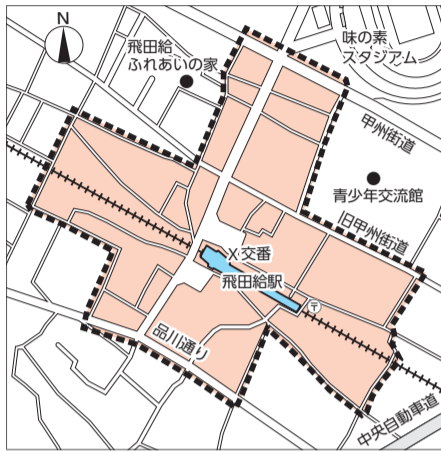 N
味の素
スタジアム
飛田給
ふれあいの家
甲州街道
青少年交流館
旧甲州街道
X 交番
飛田給駅
〒
品川通り
中央自動車道